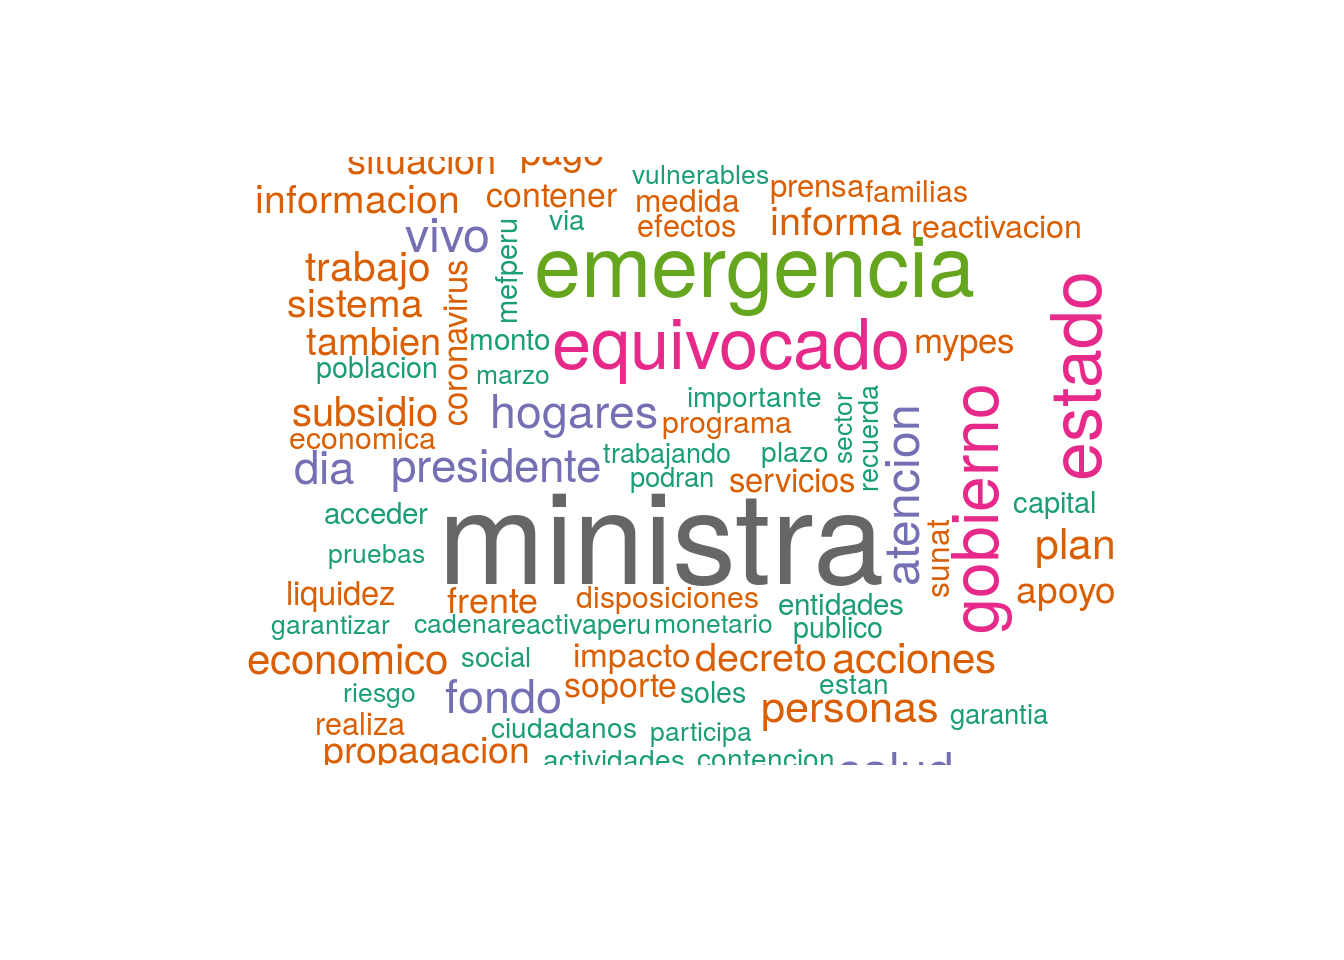 situacion pago
vulnerables
informacion contener medida prensa familias
vivo via efectos informa reactivacion
mefperu
trabajo emergencia
sistema coronavirus estado
tambien monto equivocado mypes
poblacion marzo
subsidio hogares importante
economica programa sector recuerda gobierno
dia presidente trabajando plazo atencion
podran servicios
acceder ministra capital
pruebas sunat plan
liquidez frente disposiciones entidades apoyo
garantizar cadena reactivaperu monetario publico
economico social impacto decreto acciones
riesgo fondo soporte soles estan
realiza ciudadanos participa personas garantia
propagacion actividades contencion salud